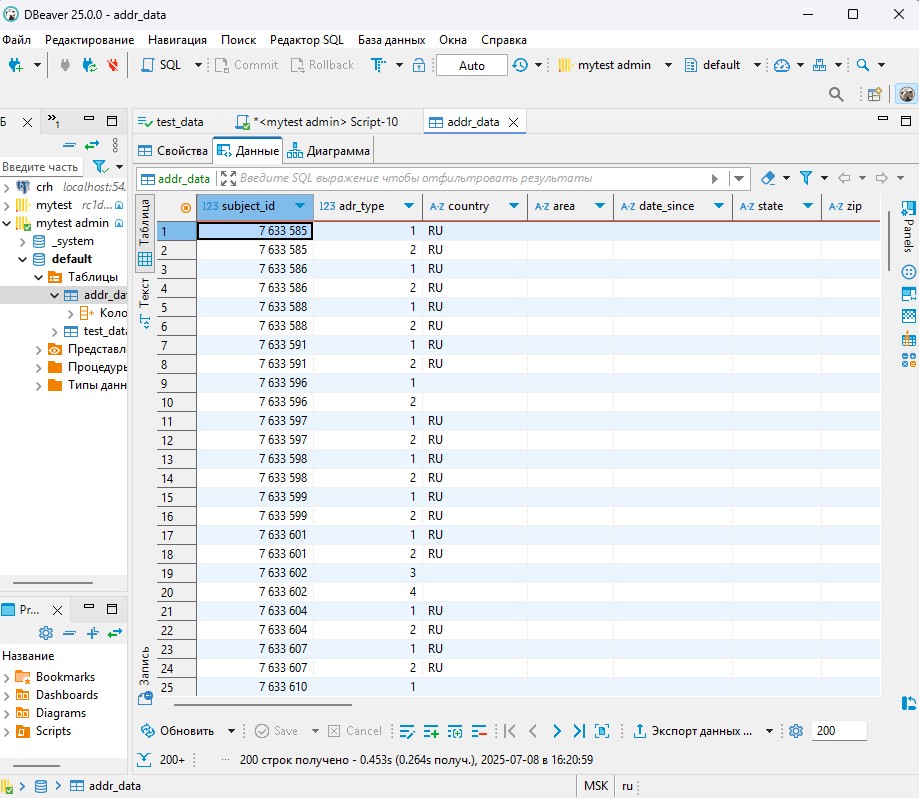 DBeaver 25.0.0 - addr_data
Файл Редактирование Навигация Поиск Редактор SQL База данных Окна Справка
SQL Commit Rollback Auto mytest admin default
Б 1 test_data *<mytest admin> Script-10 addr_data
Свойства Данные Диаграмма
Введите часть
addr_data Введите SQL выражение чтобы отфильтровать результаты
crh localhost:54.
mytest rc1d...
mytest admin
_system
default
Таблицы
addr_da
Коло
test_data
Представл
Процедуры
Типы данн
Таблица
Текст
Запись
Panels
123 subject_id 123 adr_type A-Z country A-Z area A-Z date_since A-Z state A-Z zip
1 7 633 585 1 RU
2 7 633 585 2 RU
3 7 633 586 1 RU
4 7 633 586 2 RU
5 7 633 588 1 RU
6 7 633 588 2 RU
7 7 633 591 1 RU
8 7 633 591 2 RU
9 7 633 596 1
10 7 633 596 2
11 7 633 597 1 RU
12 7 633 597 2 RU
13 7 633 598 1 RU
14 7 633 598 2 RU
15 7 633 599 1 RU
16 7 633 599 2 RU
17 7 633 601 1 RU
18 7 633 601 2 RU
19 7 633 602 3
20 7 633 602 4
21 7 633 604 1 RU
22 7 633 604 2 RU
23 7 633 607 1 RU
24 7 633 607 2 RU
25 7 633 610 1
Pr...
Название
Bookmarks
Dashboards
Diagrams
Scripts
Обновить Save Cancel Экспорт данных ... 200
200+ ... 200 строк получено - 0.453s (0.264s получ.), 2025-07-08 в 16:20:59
addr_data MSK ru